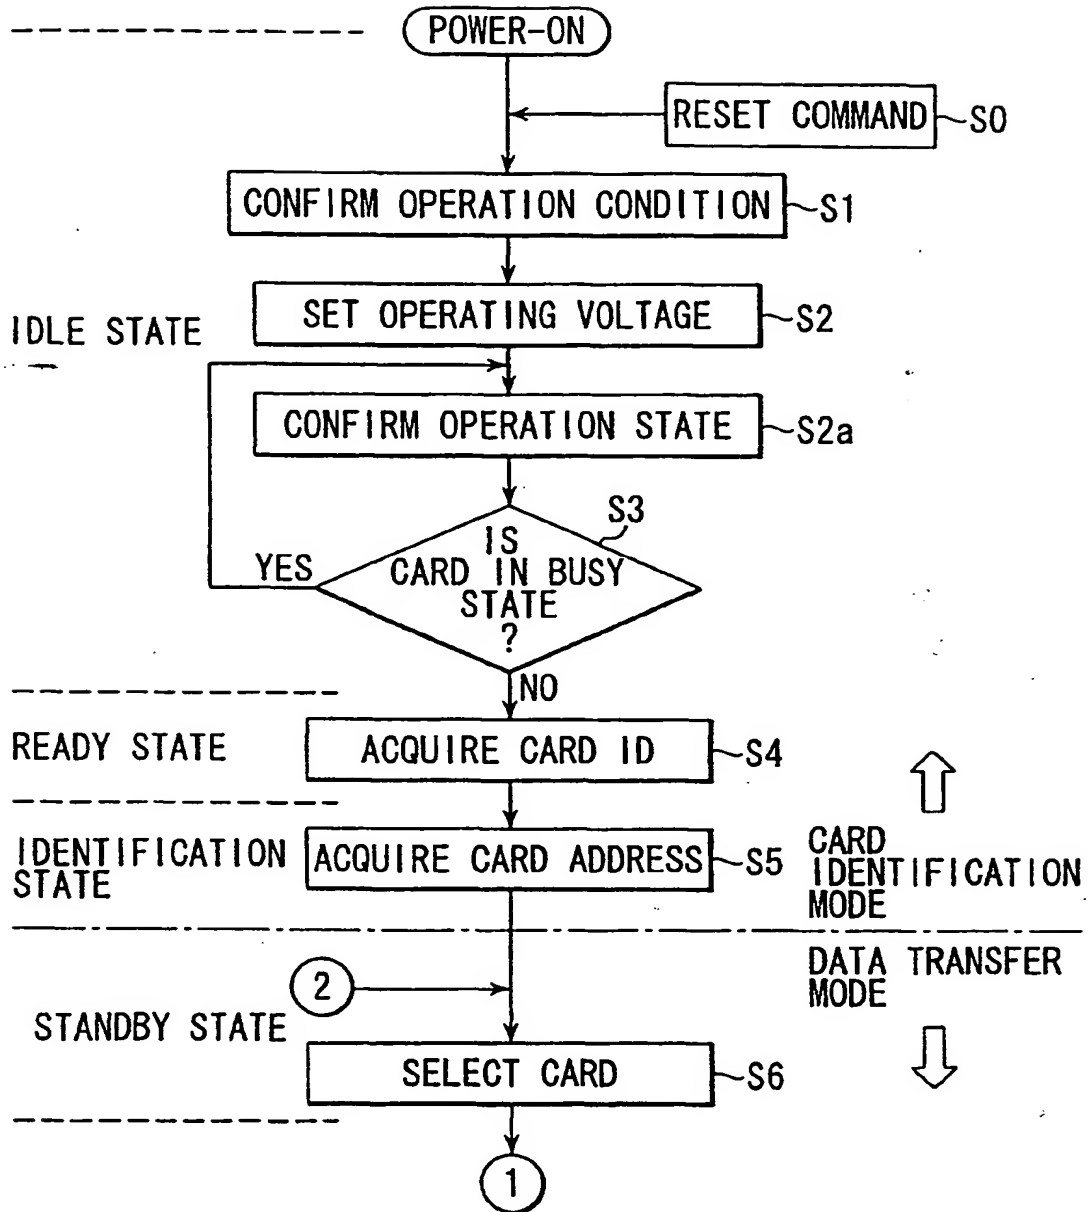 POWER-ON
RESET COMMAND
S0
CONFIRM OPERATION CONDITION
S1
IDLE STATE
SET OPERATING VOLTAGE
S2
CONFIRM OPERATION STATE
S2a
S3
IS
CARD IN BUSY
STATE
?
YES
NO
READY STATE
ACQUIRE CARD ID
S4
IDENTIFICATION
STATE
ACQUIRE CARD ADDRESS
S5
CARD
IDENTIFICATION
MODE
DATA TRANSFER
MODE
2
STANDBY STATE
SELECT CARD
S6
1